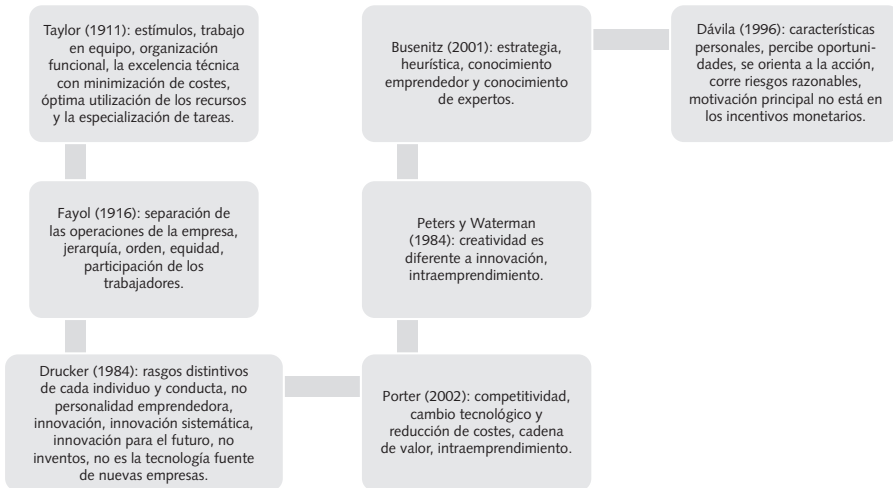 Taylor (1911): estímulos, trabajo
en equipo, organización
funcional, la excelencia técnica
con minimización de costes,
óptima utilización de los recursos
y la especialización de tareas.
Fayol (1916): separación de
las operaciones de la empresa,
jerarquía, orden, equidad,
participación de los
trabajadores.
Drucker (1984): rasgos distintivos
de cada individuo y conducta, no
personalidad emprendedora,
innovación, innovación sistemática,
innovación para el futuro, no
inventos, no es la tecnología fuente
de nuevas empresas.
Porter (2002): competitividad,
cambio tecnológico y
reducción de costes, cadena
de valor, intraemprendimiento.
Peters y Waterman
(1984): creatividad es
diferente a innovación,
intraemprendimiento.
Busenitz (2001): estrategia,
heurística, conocimiento
emprendedor y conocimiento
de expertos.
Dávila (1996): características
personales, percibe oportuni-
dades, se orienta a la acción,
corre riesgos razonables,
motivación principal no está en
los incentivos monetarios.